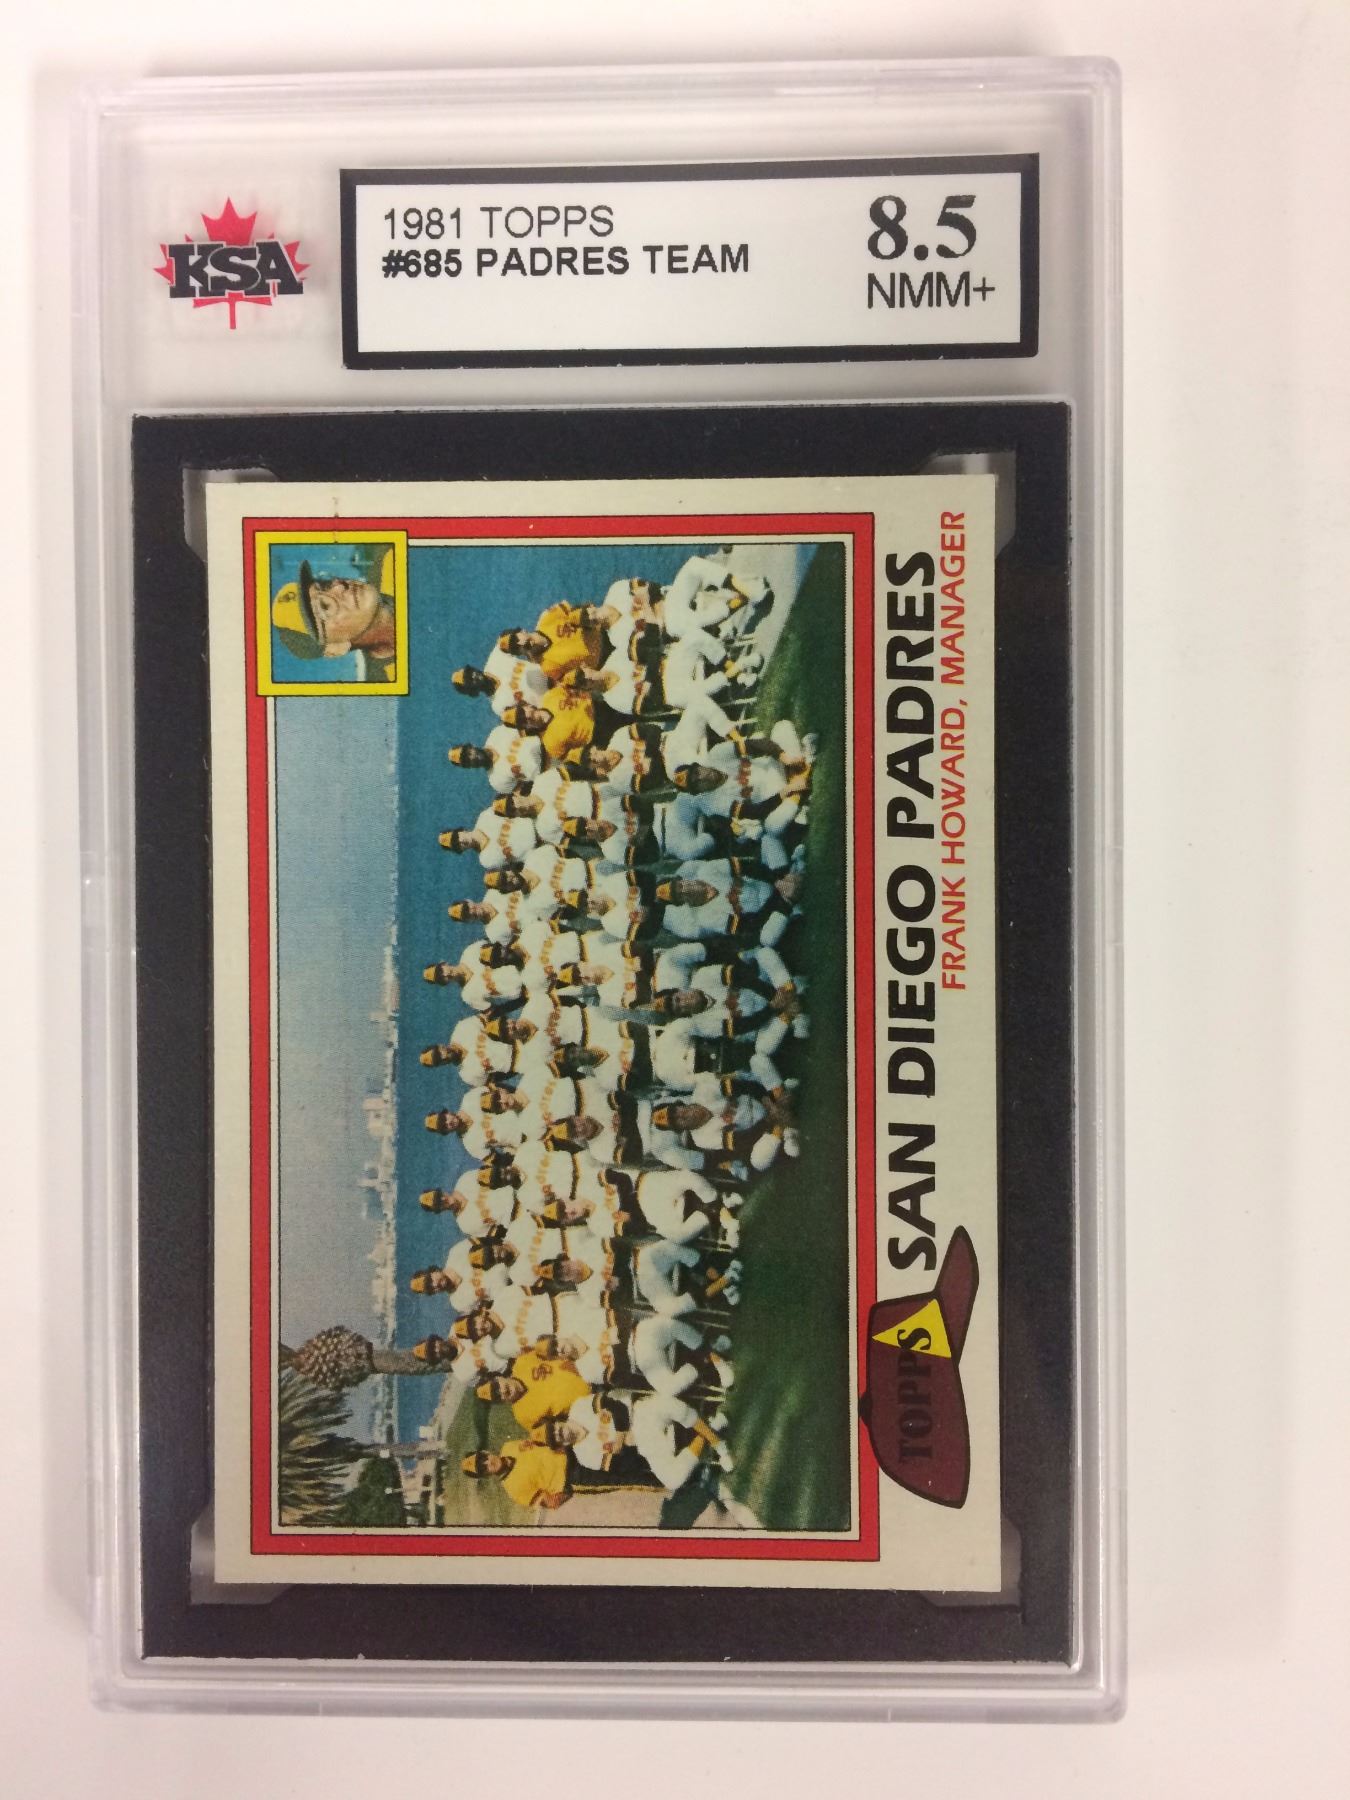 KSA
1981 TOPPS
#685 PADRES TEAM
8.5
NMM+
SAN DIEGO PADRES
FRANK HOWARD, MANAGER
TOPPS